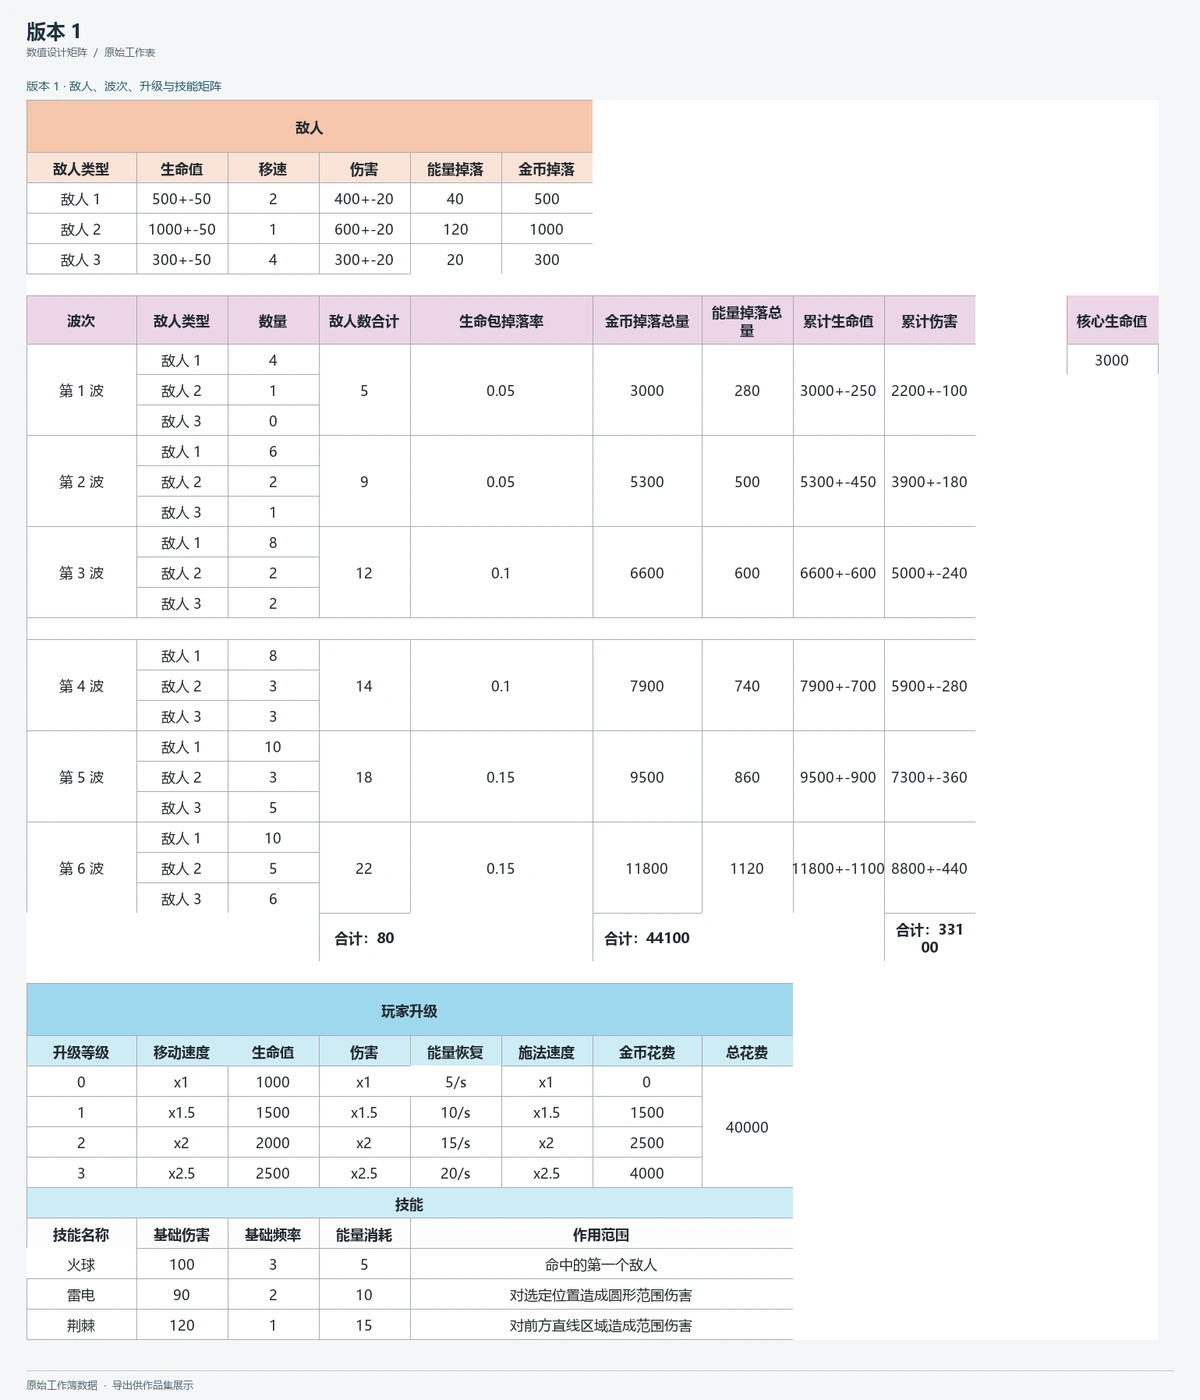 版本 1
数值设计矩阵 / 原始工作表
版本 1 · 敌人、波次、升级与技能矩阵
敌人
敌人类型 生命值 移速 伤害 能量掉落 金币掉落
敌人 1 500+-50 2 400+-20 40 500
敌人 2 1000+-50 1 600+-20 120 1000
敌人 3 300+-50 4 300+-20 20 300
波次 敌人类型 数量 敌人数合计 生命包掉落率 金币掉落总量 能量掉落总量 累计生命值 累计伤害 核心生命值
3000
第 1 波 敌人 1 4 5 0.05 3000 280 3000+-250 2200+-100
敌人 2 1
敌人 3 0
第 2 波 敌人 1 6 9 0.05 5300 500 5300+-450 3900+-180
敌人 2 2
敌人 3 1
第 3 波 敌人 1 8 12 0.1 6600 600 6600+-600 5000+-240
敌人 2 2
敌人 3 2
第 4 波 敌人 1 8 14 0.1 7900 740 7900+-700 5900+-280
敌人 2 3
敌人 3 3
第 5 波 敌人 1 10 18 0.15 9500 860 9500+-900 7300+-360
敌人 2 3
敌人 3 5
第 6 波 敌人 1 10 22 0.15 11800 1120 11800+-1100 8800+-440
敌人 2 5
敌人 3 6
合计：80 合计：44100 合计：33100
玩家升级
升级等级 移动速度 生命值 伤害 能量恢复 施法速度 金币花费 总花费
0 x1 1000 x1 5/s x1 0 40000
1 x1.5 1500 x1.5 10/s x1.5 1500
2 x2 2000 x2 15/s x2 2500
3 x2.5 2500 x2.5 20/s x2.5 4000
技能
技能名称 基础伤害 基础频率 能量消耗 作用范围
火球 100 3 5 命中的第一个敌人
雷电 90 2 10 对选定位置造成圆形范围伤害
荆棘 120 1 15 对前方直线区域造成范围伤害
原始工作簿数据 · 导出供作品集展示